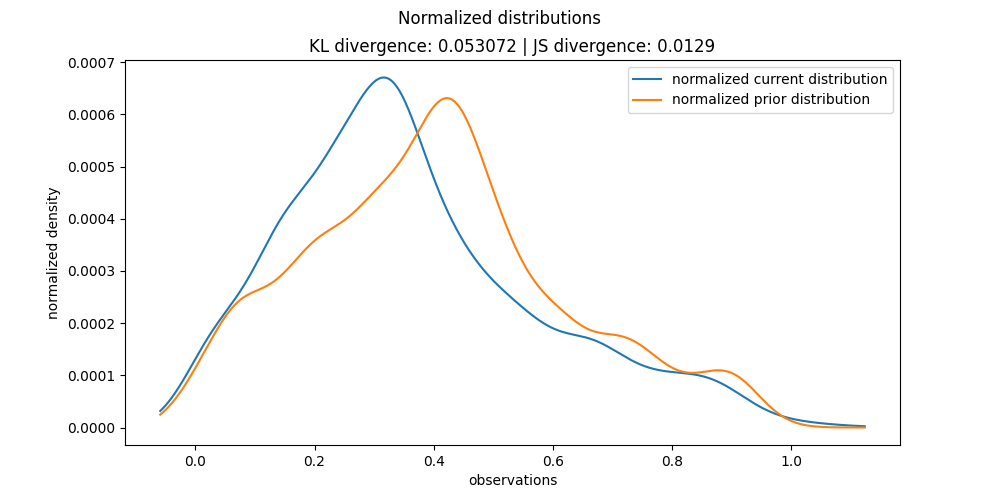 Normalized distributions
KL divergence: 0.053072 | JS divergence: 0.0129
normalized current distribution
normalized prior distribution
normalized density
0.0007
0.0006
0.0005
0.0004
0.0003
0.0002
0.0001
0.0000
0.0
0.2
0.4
0.6
0.8
1.0
observations